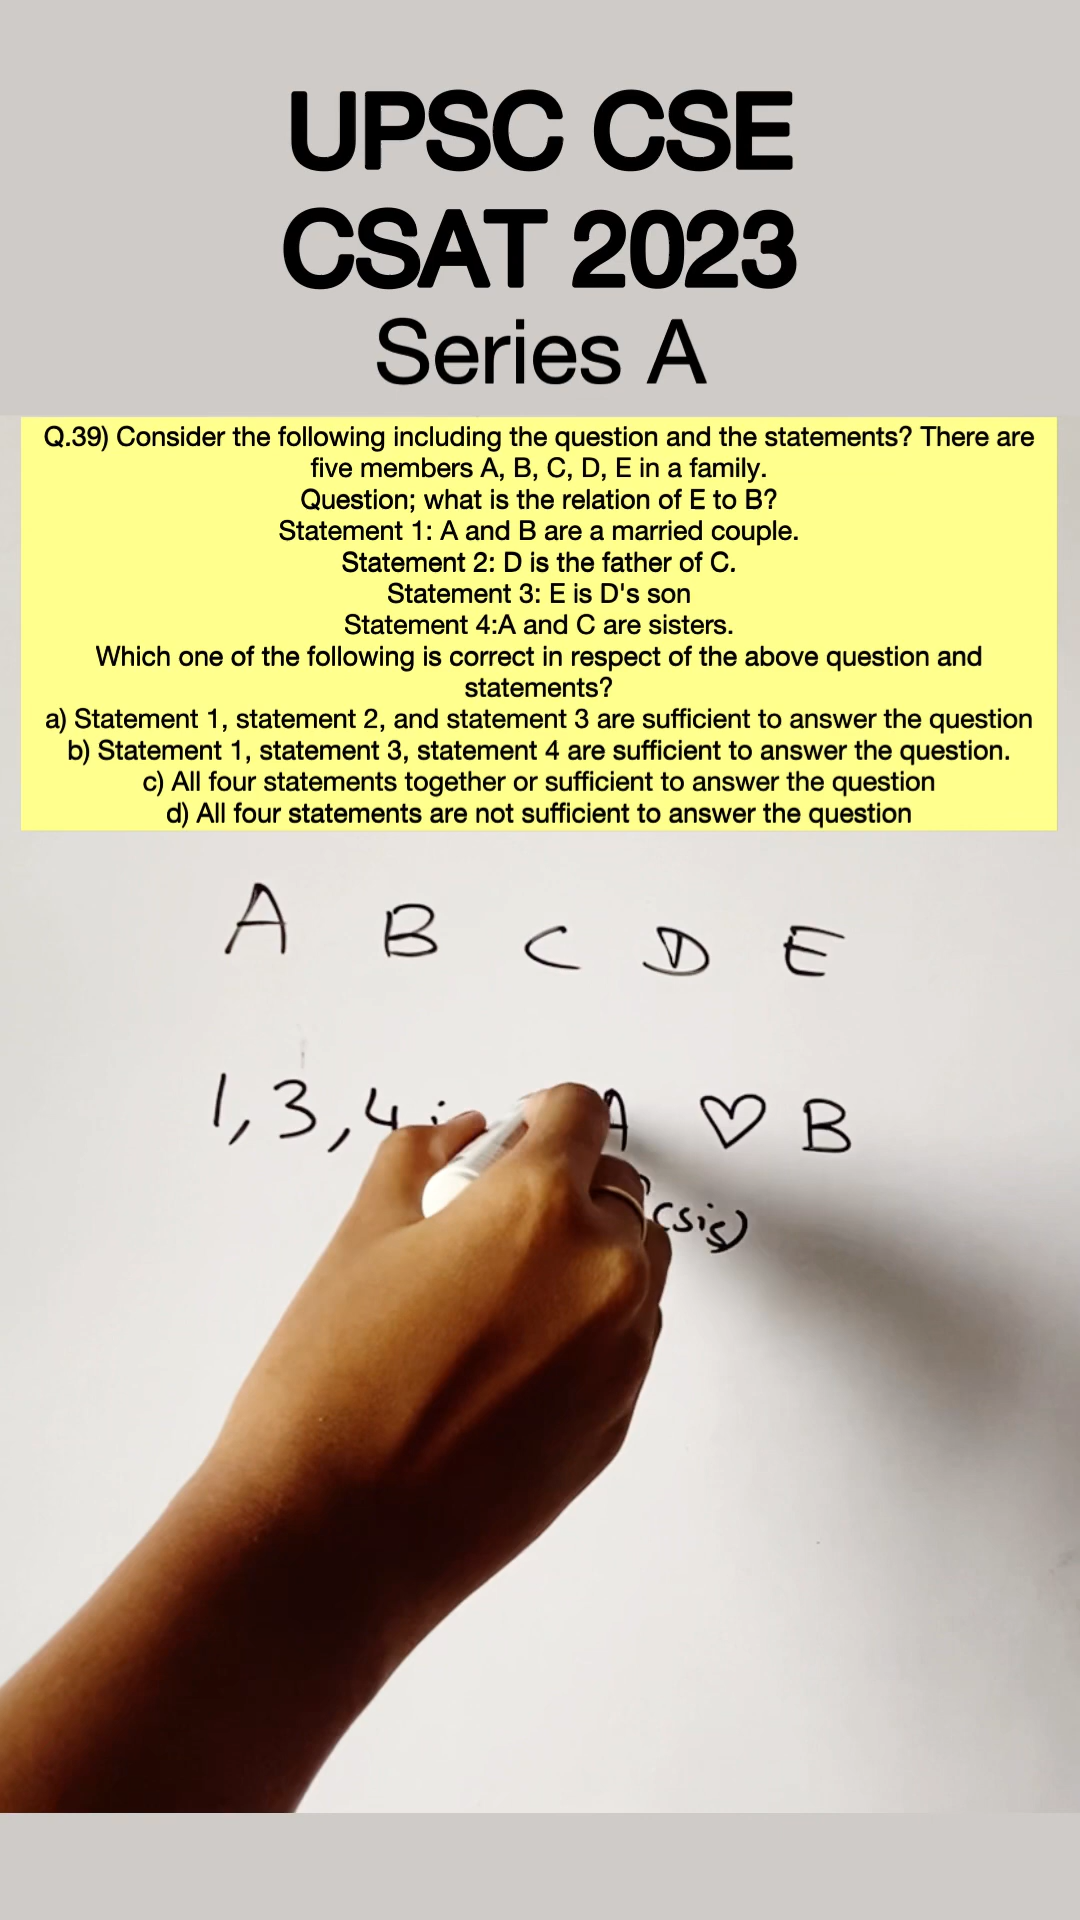 UPSC CSE
CSAT 2023
Series A
Q.39) Consider the following including the question and the statements? There are
five members A, B, C, D, E in a family.
Question; what is the relation of E to B?
Statement 1: A and B are a married couple.
Statement 2: D is the father of C.
Statement 3: E is D's son
Statement 4:A and C are sisters.
Which one of the following is correct in respect of the above question and
statements?
a) Statement 1, statement 2, and statement 3 are sufficient to answer the question
b) Statement 1, statement 3, statement 4 are sufficient to answer the question.
c) All four statements together or sufficient to answer the question
d) All four statements are not sufficient to answer the question
A B C D E
1,3,4: A ♡ B
(sis)